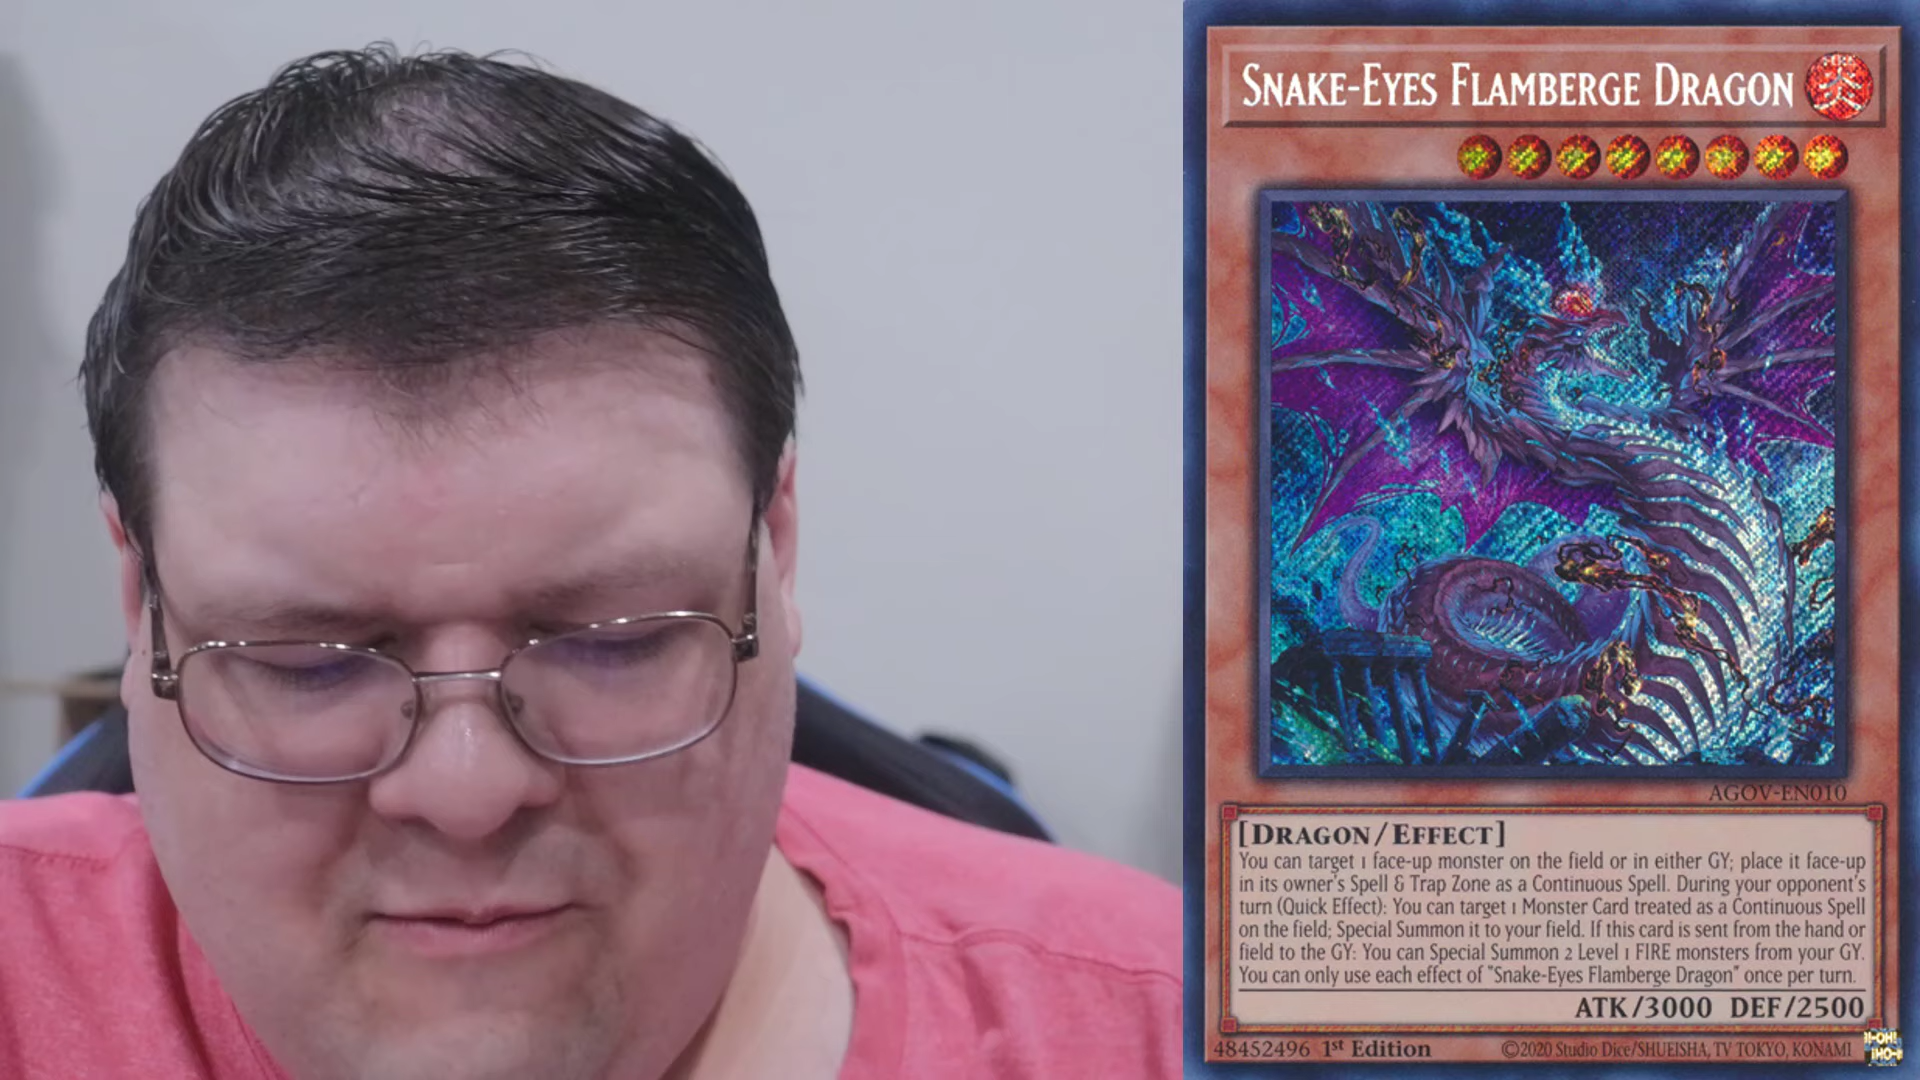 SNAKE-EYES FLAMBERGE DRAGON
炎
AGOV-EN010
[DRAGON/EFFECT]
You can target 1 face-up monster on the field or in either GY; place it face-up
in its owner's Spell & Trap Zone as a Continuous Spell. During your opponent's
turn (Quick Effect): You can target 1 Monster Card treated as a Continuous Spell
on the field; Special Summon it to your field. If this card is sent from the hand or
field to the GY: You can Special Summon 2 Level 1 FIRE monsters from your GY.
You can only use each effect of "Snake-Eyes Flamberge Dragon" once per turn.
ATK/3000 DEF/2500
48452496 1st Edition ©2020 Studio Dice/SHUEISHA, TV TOKYO, KONAMI